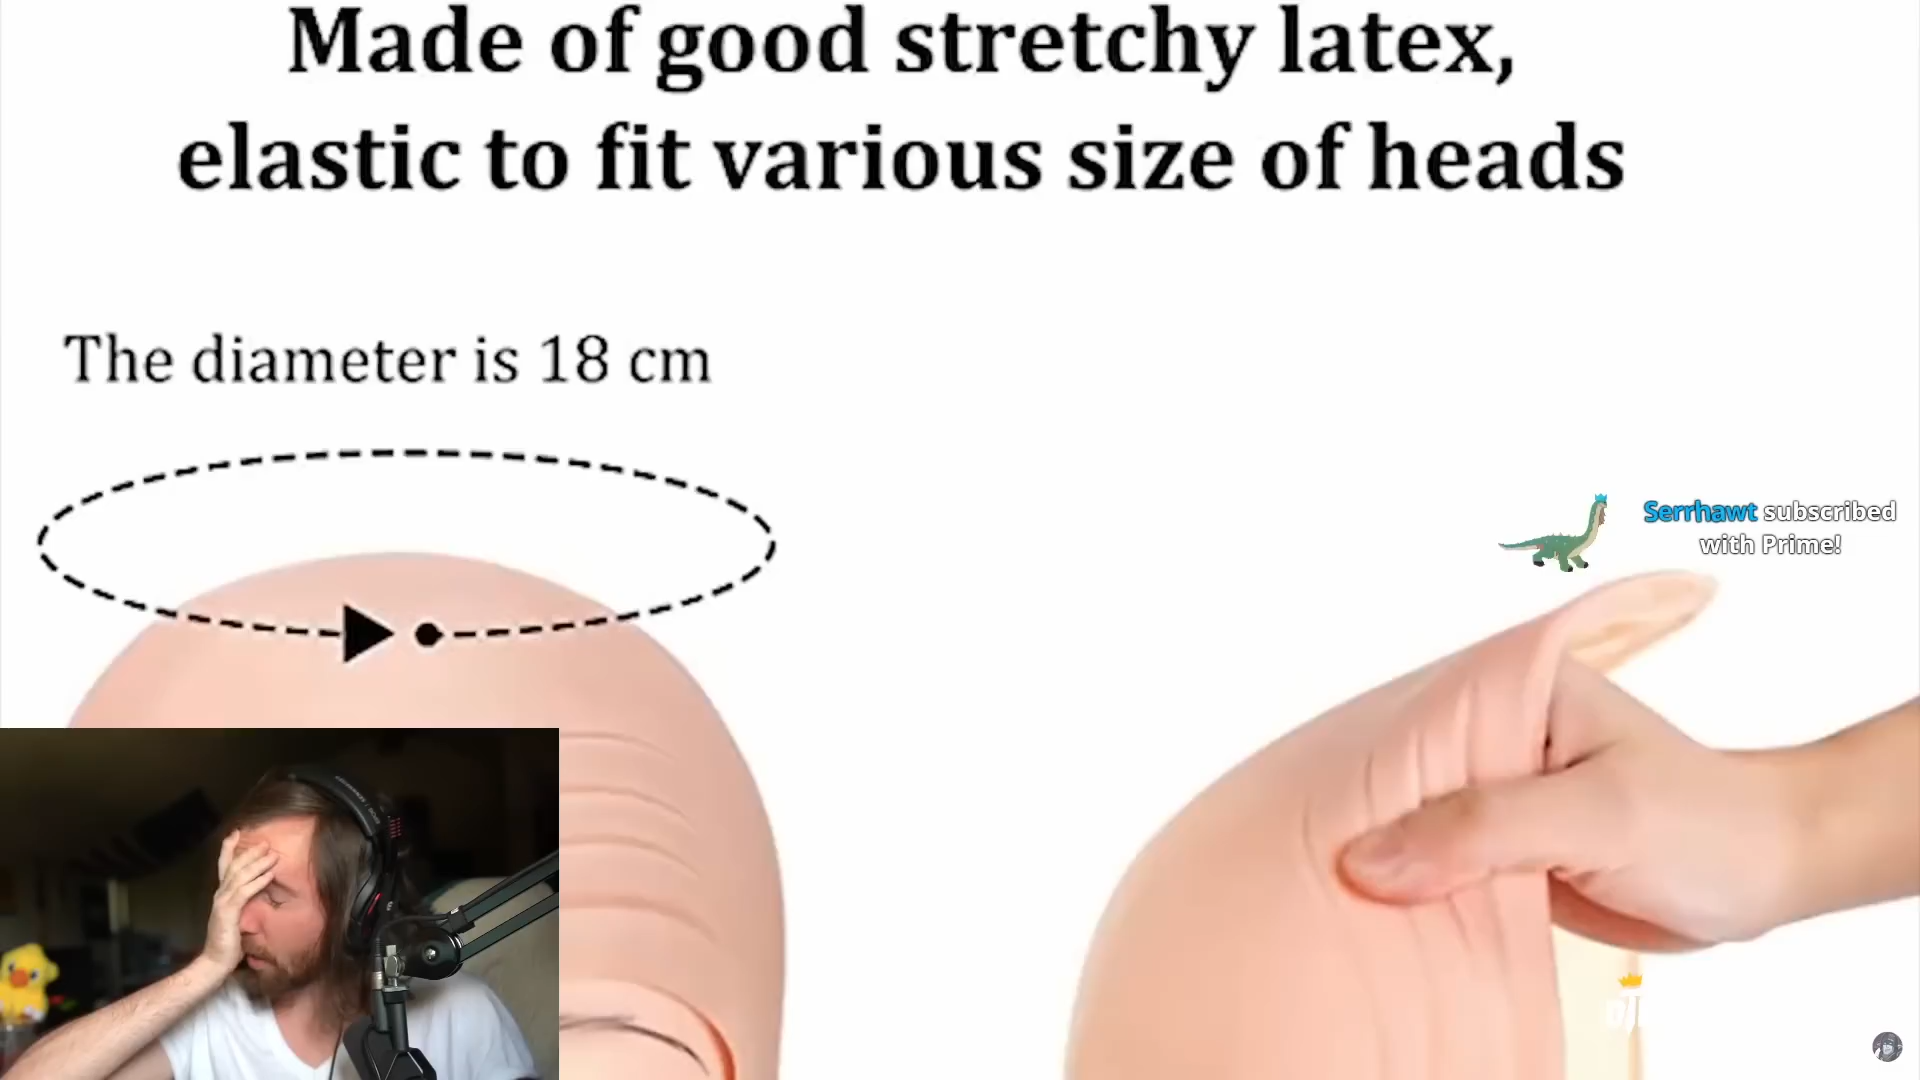 Made of good stretchy latex,
elastic to fit various size of heads
The diameter is 18 cm
Serrhawt subscribed
with Prime!